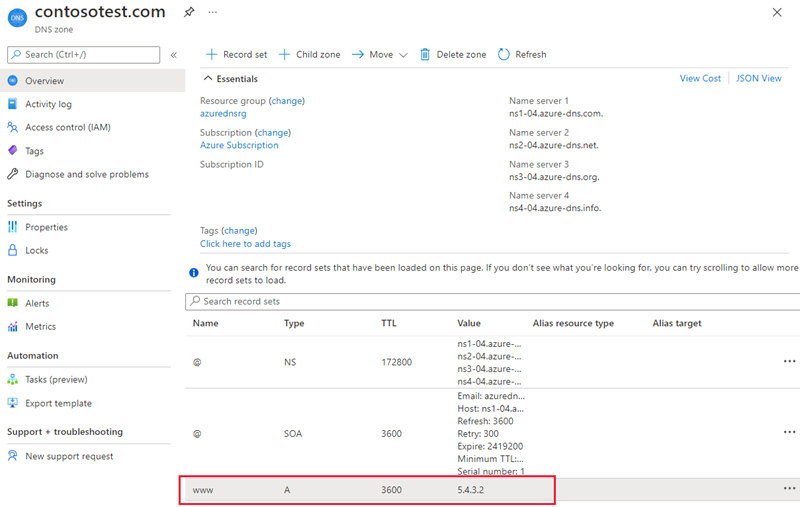 contosotest.com
...
DNS
DNS zone
Search (Ctrl+/)
«
Overview
Activity log
Access control (IAM)
Tags
Diagnose and solve problems
Settings
Properties
Locks
Monitoring
Alerts
Metrics
Automation
Tasks (preview)
Export template
Support + troubleshooting
New support request
Record set
Child zone
Move
Delete zone
Refresh
Essentials
View Cost
JSON View
Resource group (change)
azurednsrg
Subscription (change)
Azure Subscription
Subscription ID
Name server 1
ns1-04.azure-dns.com.
Name server 2
ns2-04.azure-dns.net.
Name server 3
ns3-04.azure-dns.org.
Name server 4
ns4-04.azure-dns.info.
Tags (change)
Click here to add tags
You can search for record sets that have been loaded on this page. If you don't see what you're looking for, you can try scrolling to allow more
record sets to load.
Search record sets
Name Type TTL Value Alias resource type Alias target
@ NS 172800
ns1-04.azure-...
ns2-04.azure-...
ns3-04.azure-...
ns4-04.azure-...
...
@ SOA 3600
Email: azuredn...
Host: ns1-04.a...
Refresh: 3600
Retry: 300
Expire: 2419200
Minimum TTL:...
Serial number: 1
...
www A 3600 5.4.3.2 ...